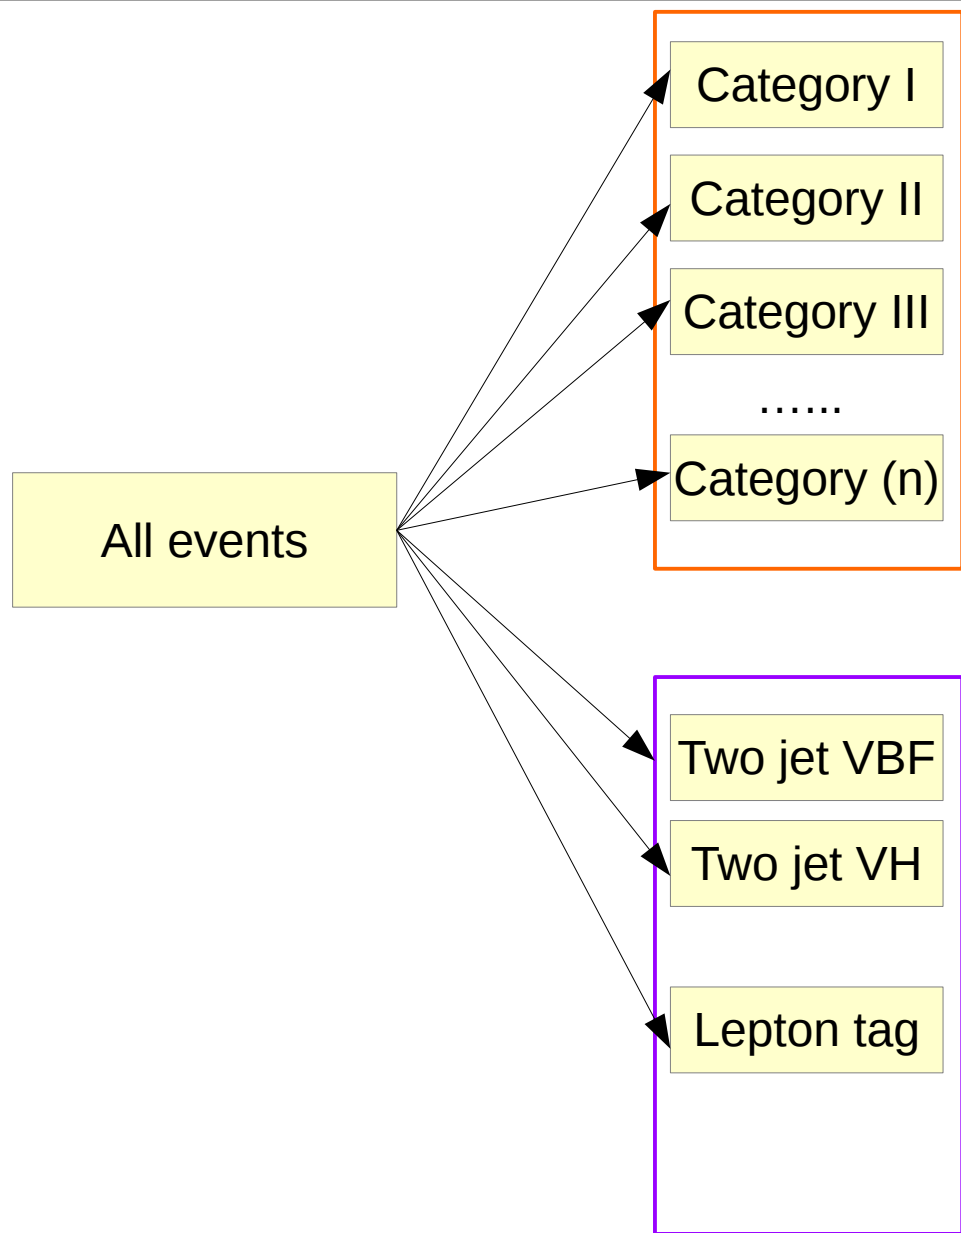 Category I
Category II
Category III
......
Category (n)
All events
Two jet VBF
Two jet VH
Lepton tag